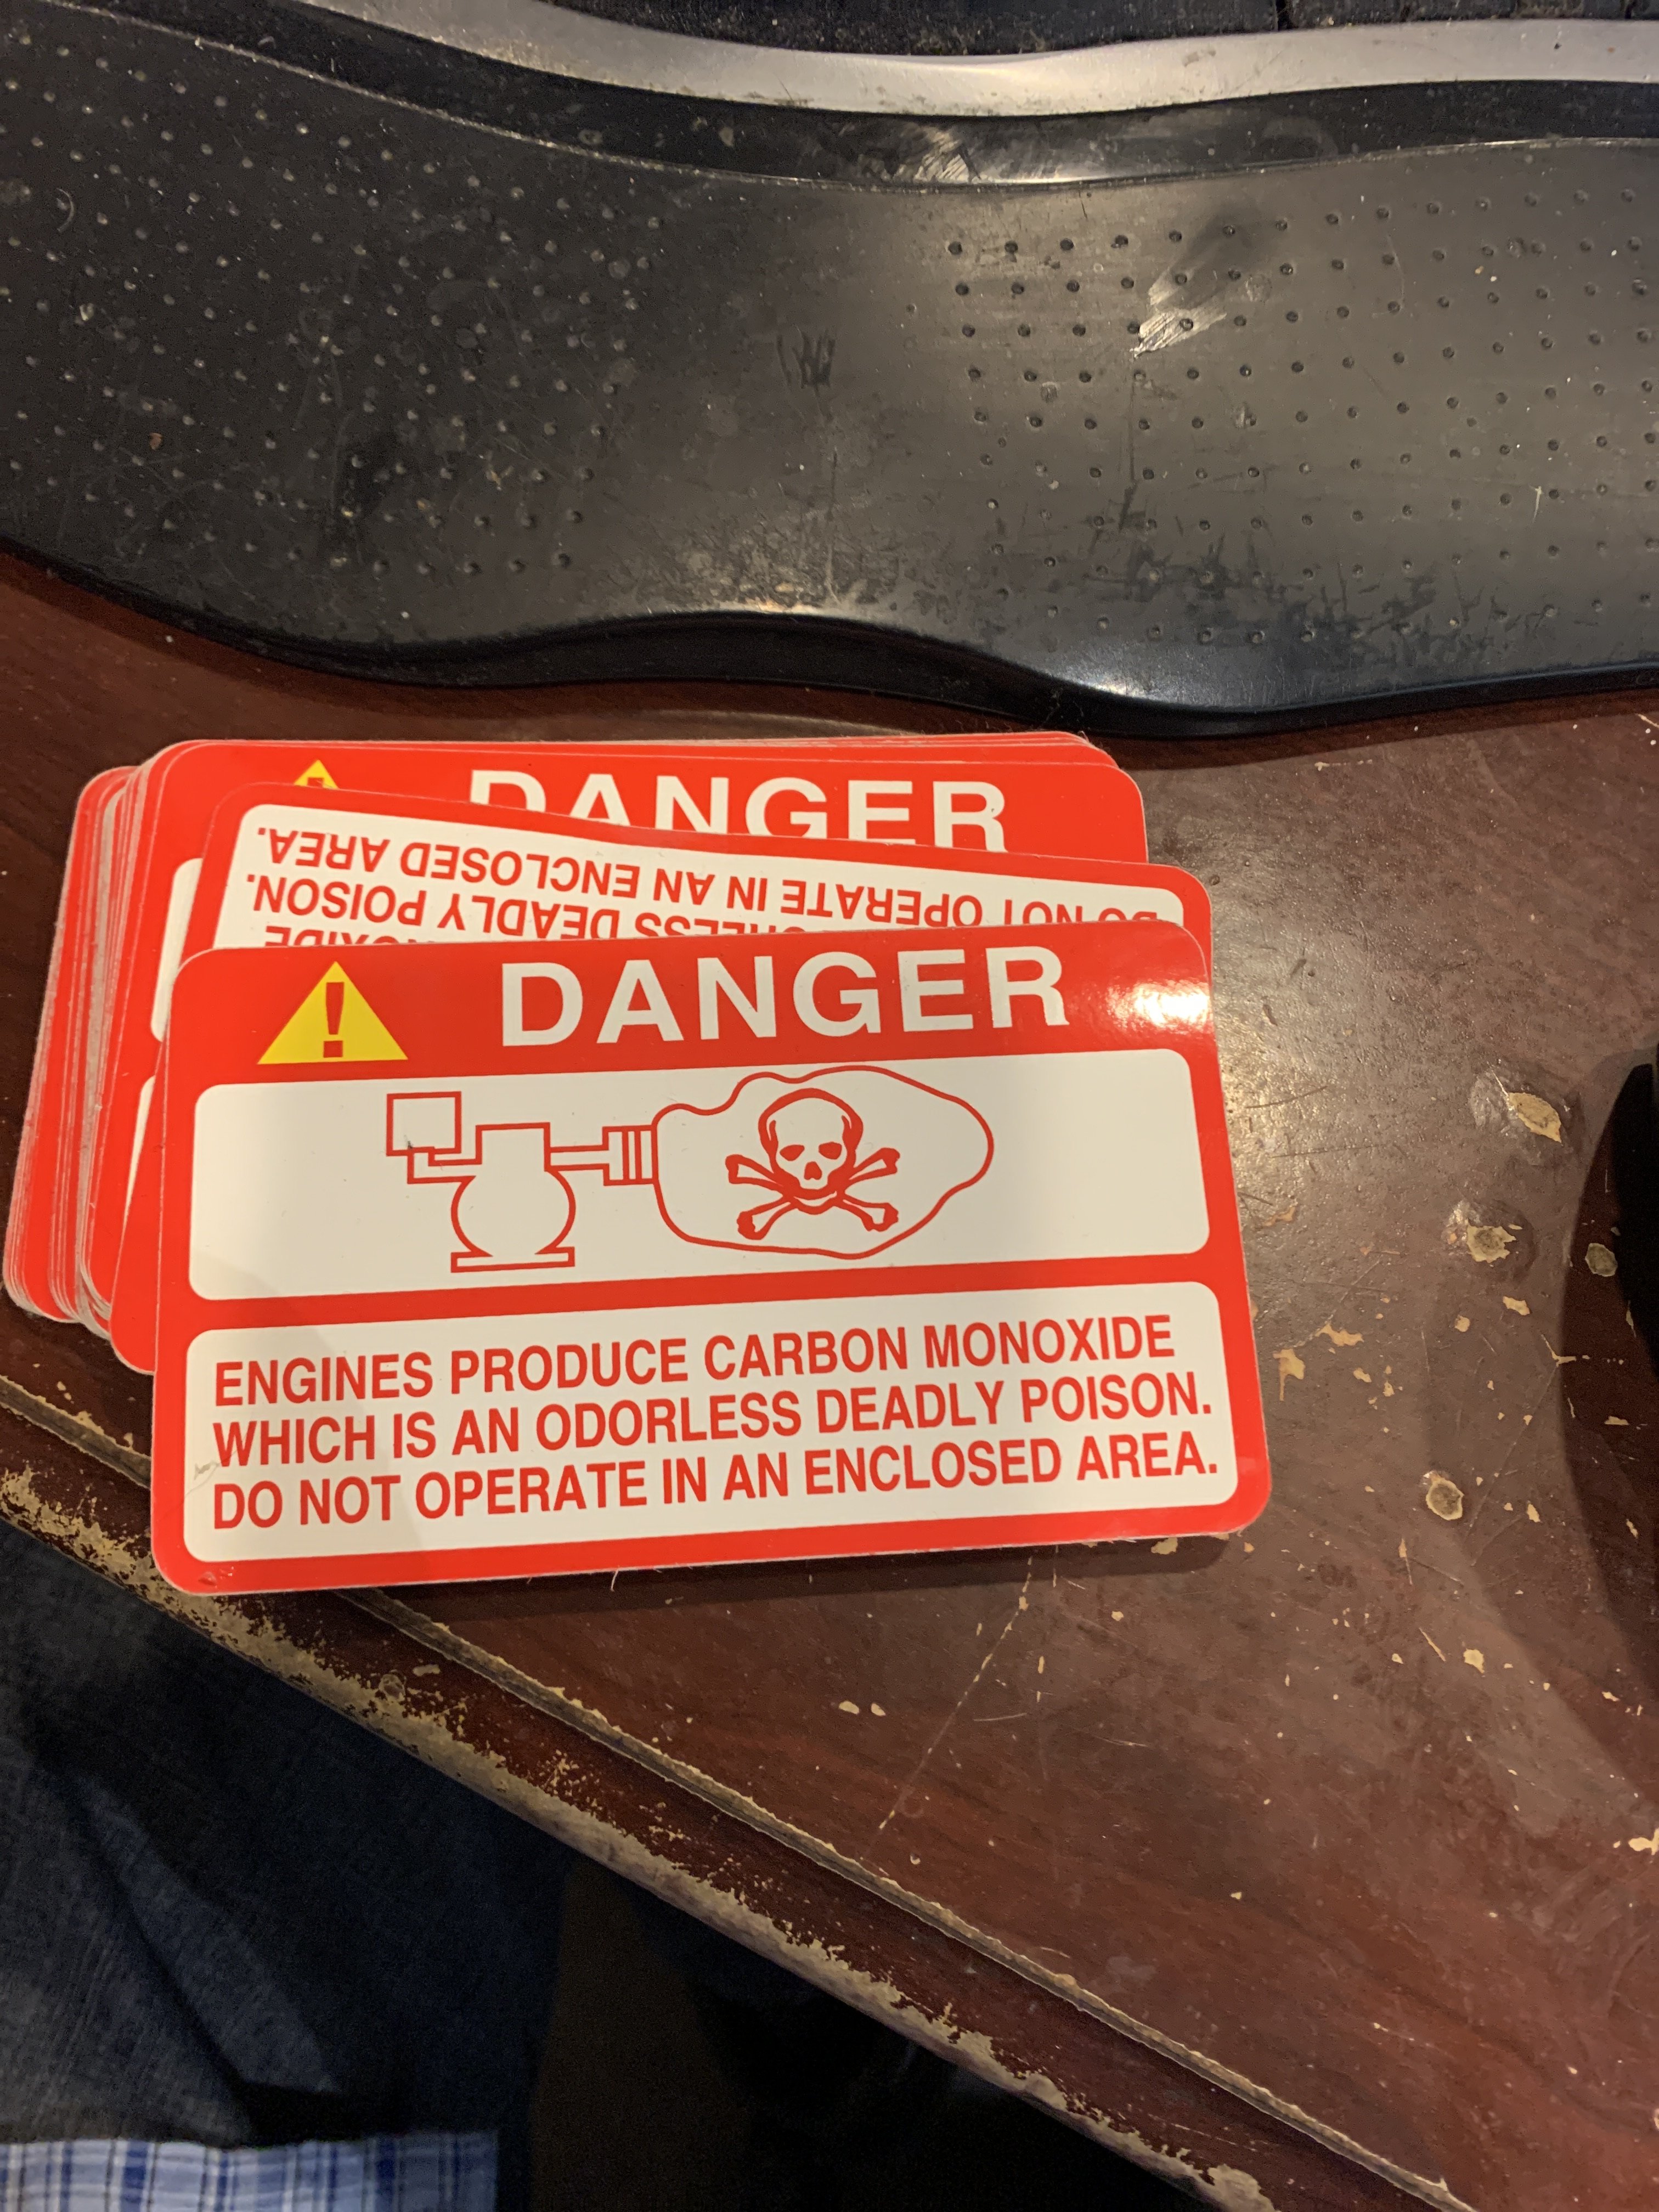 DANGER
DO NOT OPERATE IN AN ENCLOSED AREA.
DEADLY POISON.
DANGER
!
ENGINES PRODUCE CARBON MONOXIDE
WHICH IS AN ODORLESS DEADLY POISON.
DO NOT OPERATE IN AN ENCLOSED AREA.